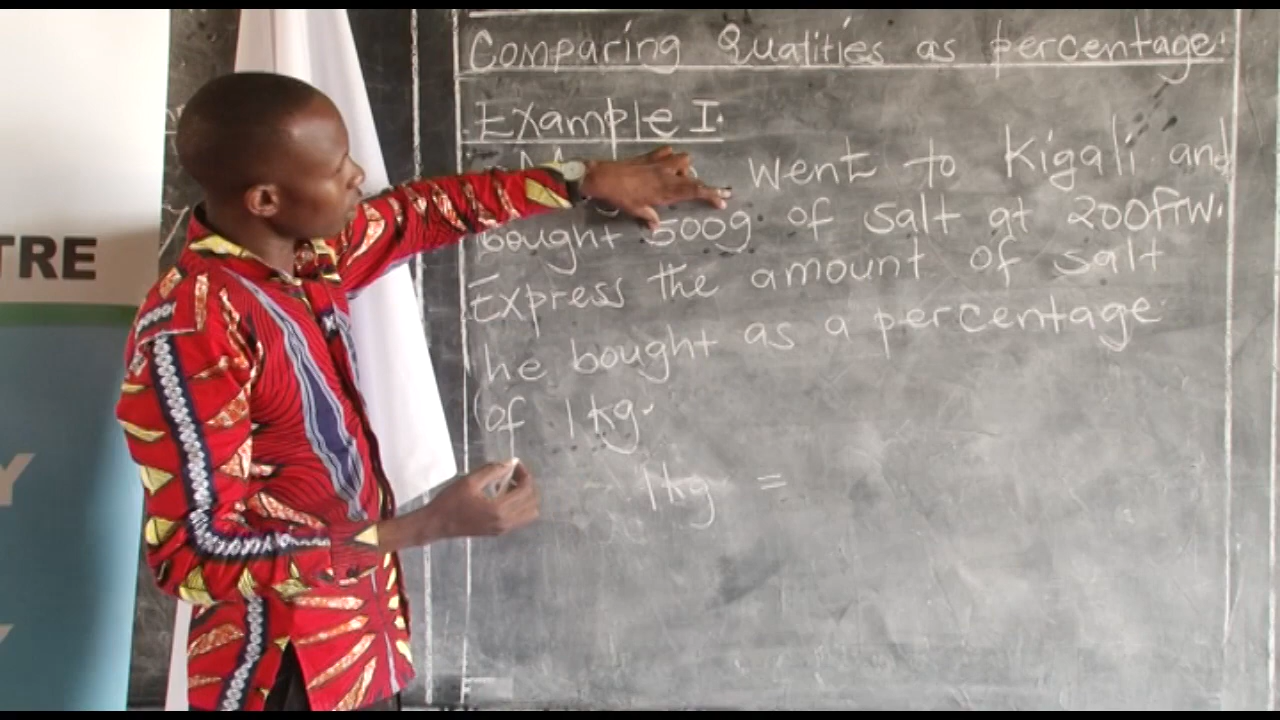 TRE
Y
Comparing Qualities as percentage.
Example I.
went to Kigali and
bought 500g of salt at 200frw.
Express the amount of salt
he bought as a percentage.
of 1kg.
1kg =